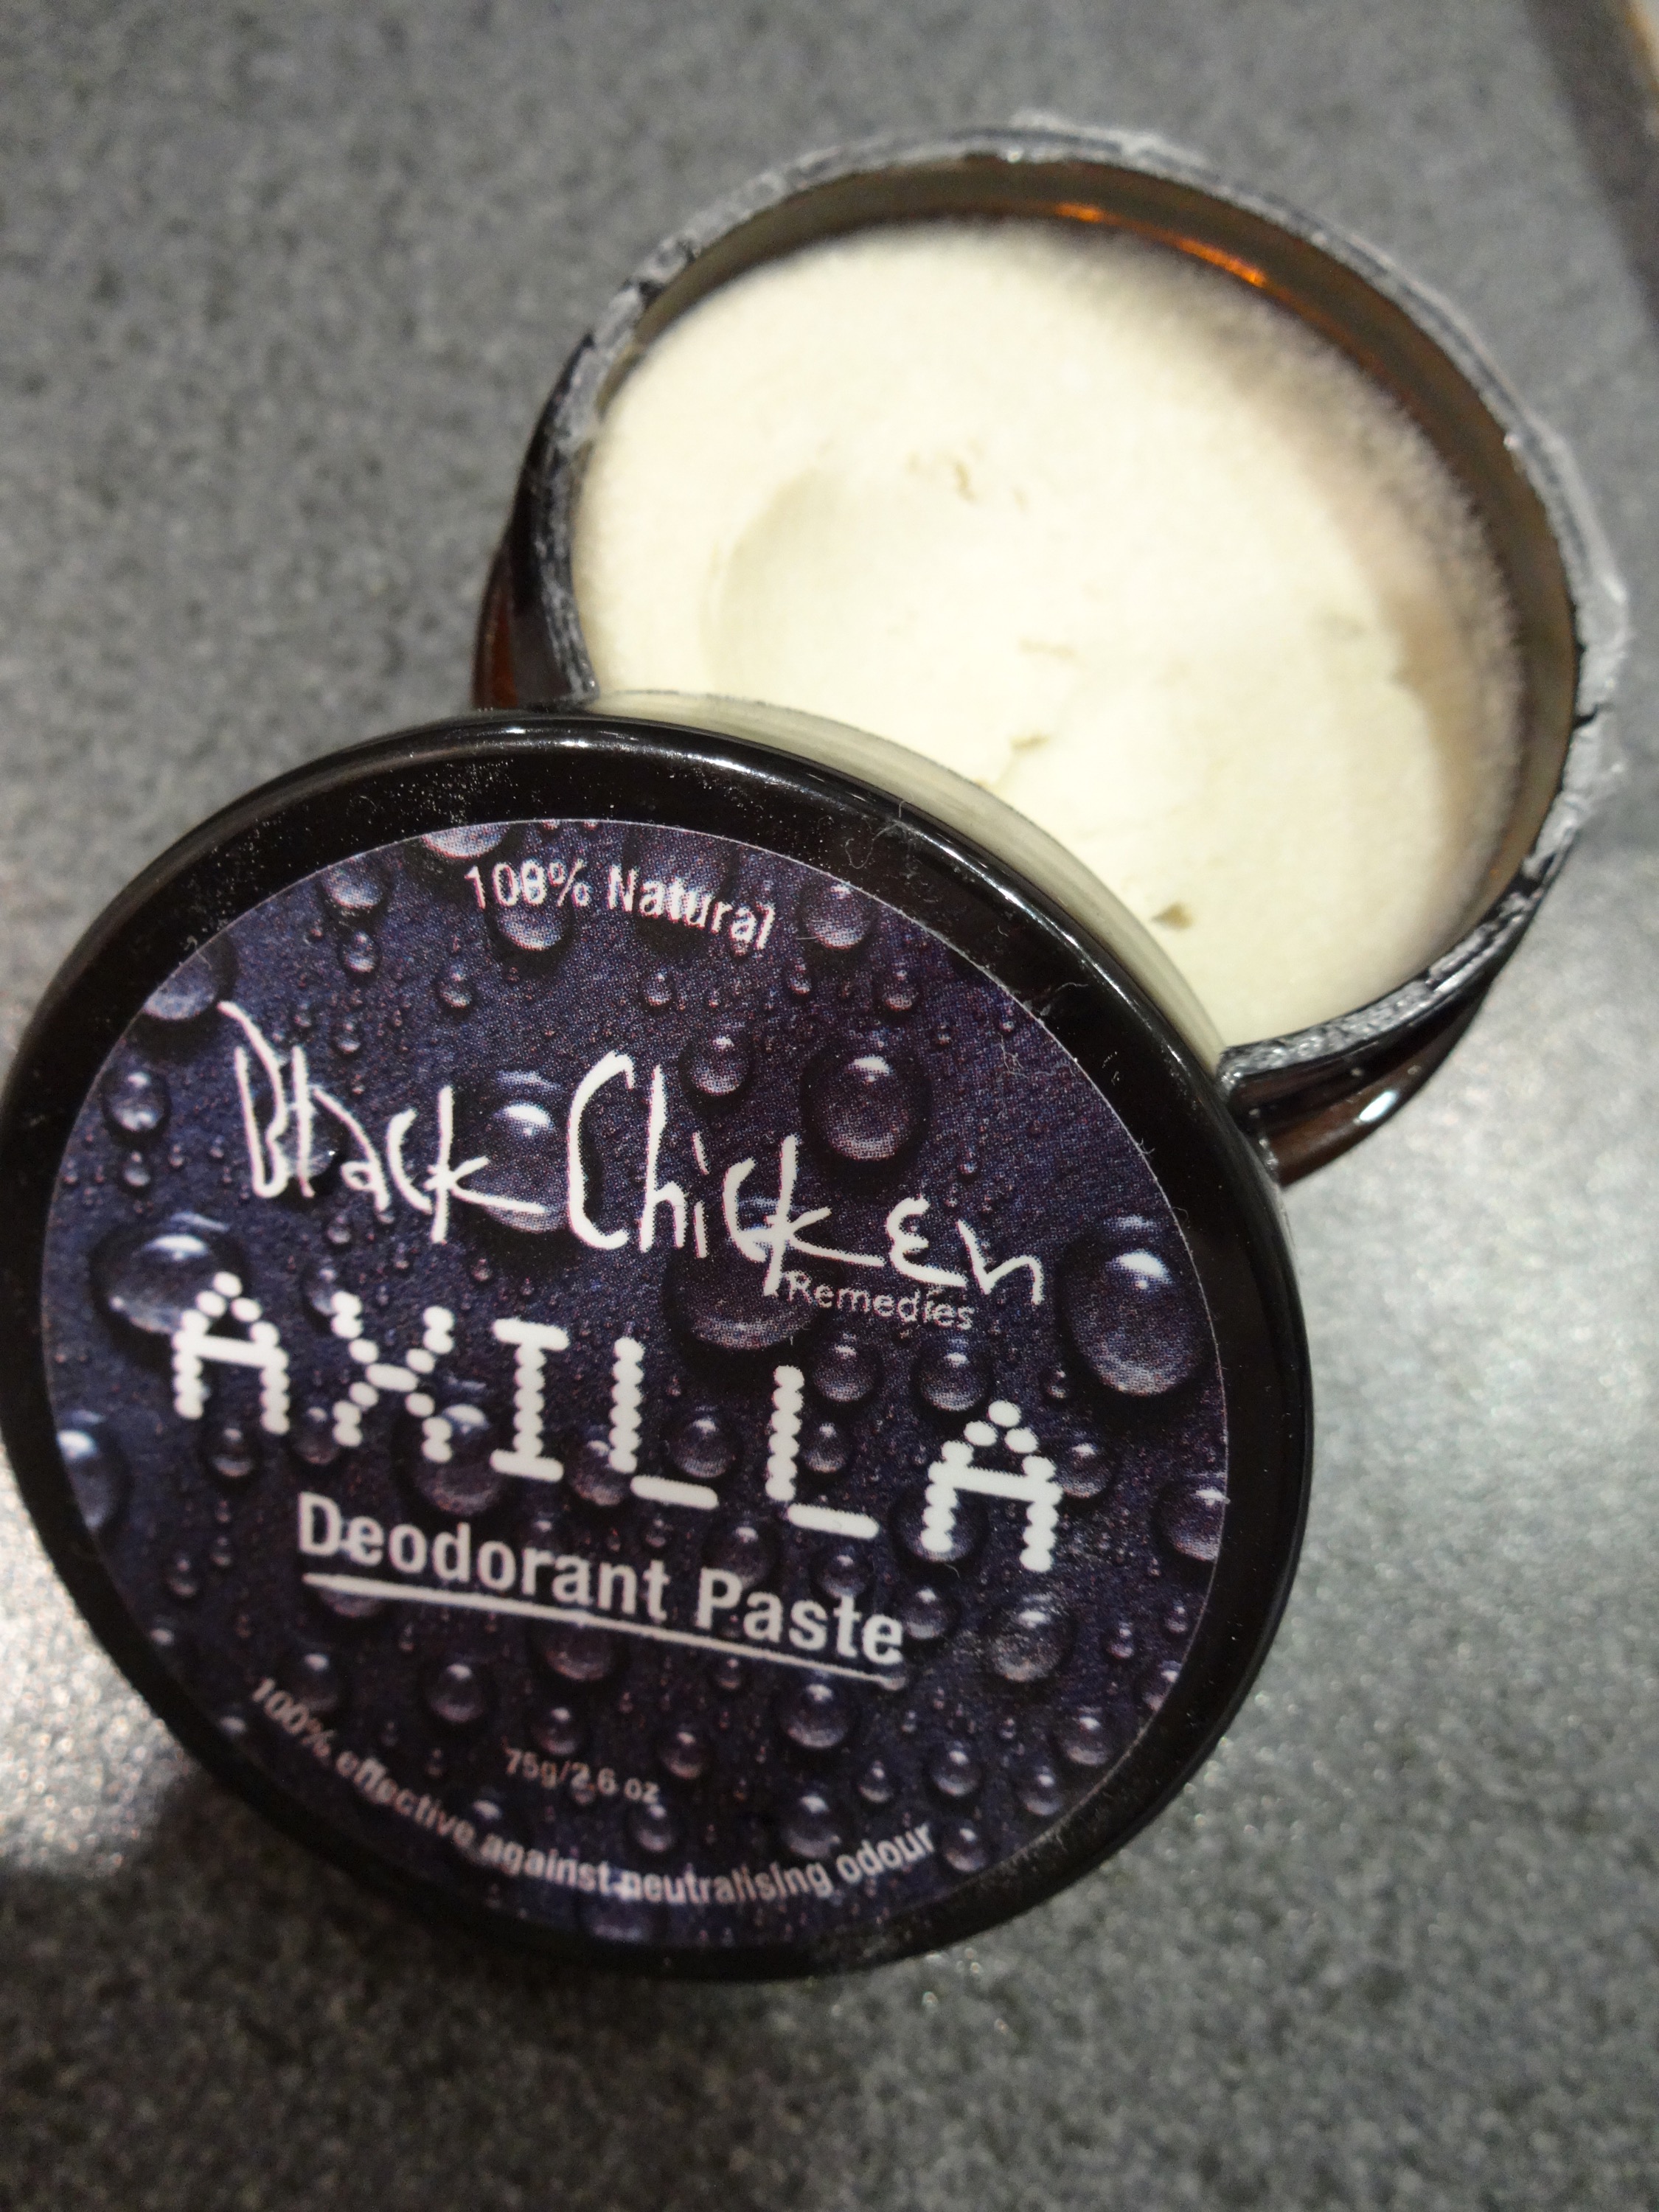 100% Natural
Black Chicken
Remedies
AXILLA
Deodorant Paste
75g/2.6 oz
100% effective against neutralising odour